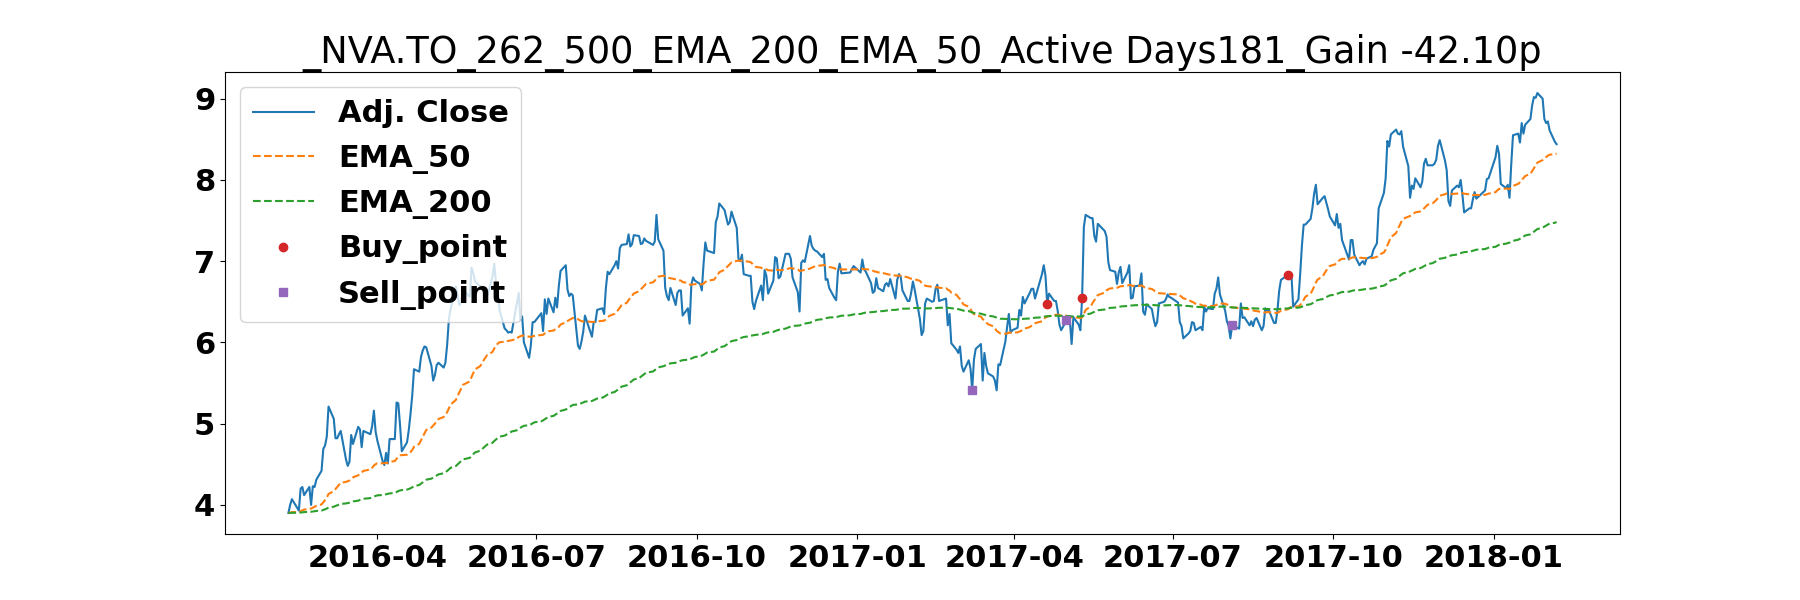 _NVA.TO_262_500_EMA_200_EMA_50_Active Days181_Gain -42.10p
9
8
7
6
5
4
Adj. Close
EMA_50
EMA_200
Buy_point
Sell_point
2016-04 2016-07 2016-10 2017-01 2017-04 2017-07 2017-10 2018-01